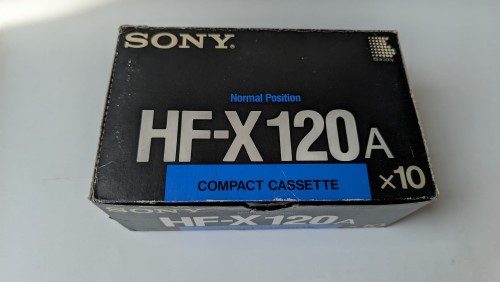 SONY®
Normal Position
HF-X120A
COMPACT CASSETTE
×10
SONY
HF-X120A